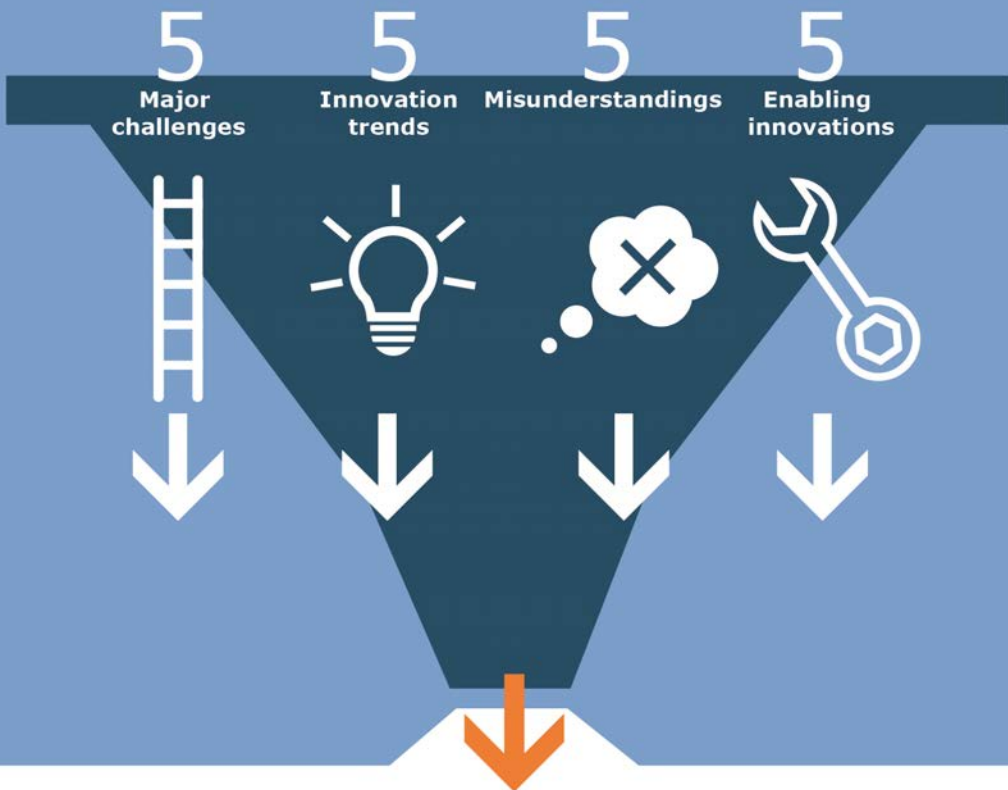 5 5 5 5
Major challenges
Innovation trends
Misunderstandings
Enabling innovations